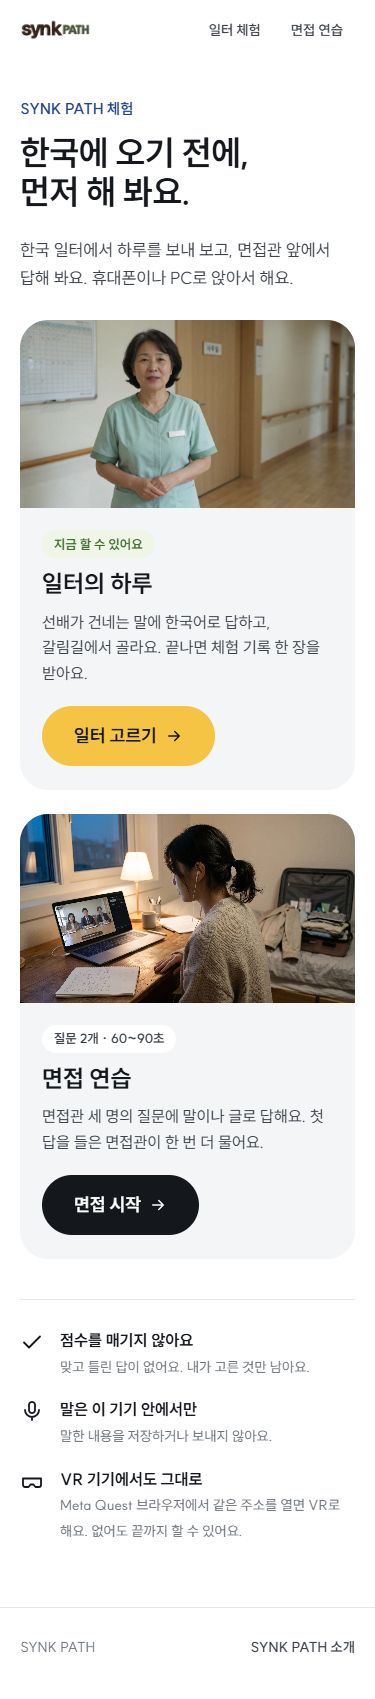 synk PATH
일터 체험
면접 연습
SYNK PATH 체험
한국에 오기 전에,
먼저 해 봐요.
한국 일터에서 하루를 보내 보고, 면접관 앞에서
답해 봐요. 휴대폰이나 PC로 앉아서 해요.
지금 할 수 있어요
일터의 하루
선배가 건네는 말에 한국어로 답하고,
갈림길에서 골라요. 끝나면 체험 기록 한 장을
받아요.
일터 고르기 →
질문 2개 · 60~90초
면접 연습
면접관 세 명의 질문에 말이나 글로 답해요. 첫
답을 들은 면접관이 한 번 더 물어요.
면접 시작 →
점수를 매기지 않아요
맞고 틀린 답이 없어요. 내가 고른 것만 남아요.
말은 이 기기 안에서만
말한 내용을 저장하거나 보내지 않아요.
VR 기기에서도 그대로
Meta Quest 브라우저에서 같은 주소를 열면 VR로
해요. 없어도 끝까지 할 수 있어요.
SYNK PATH
SYNK PATH 소개